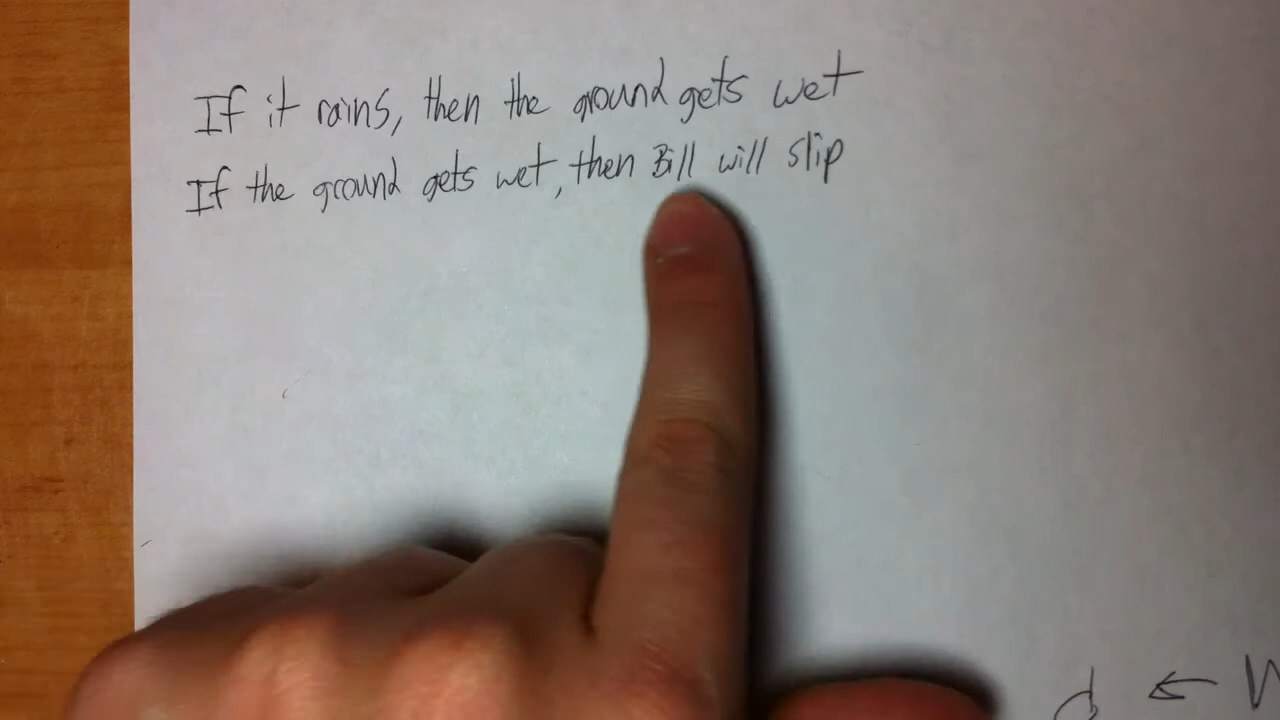 If it rains, then the ground gets wet
If the ground gets wet, then Bill will slip
d ← W